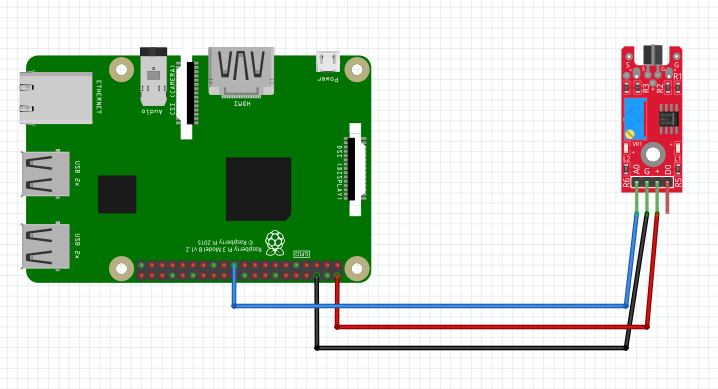 ETHERNET
Audio
CSI (CAMERA)
HDMI
Power
USB 2x
USB 2x
DSI (DISPLAY)
Raspberry Pi 3 Model B v1.2
© Raspberry Pi 2015
GPIO
S
G
R1
R3
R2
VR1
+
+
L2
L1
A0
G
+
D0
R6
R5